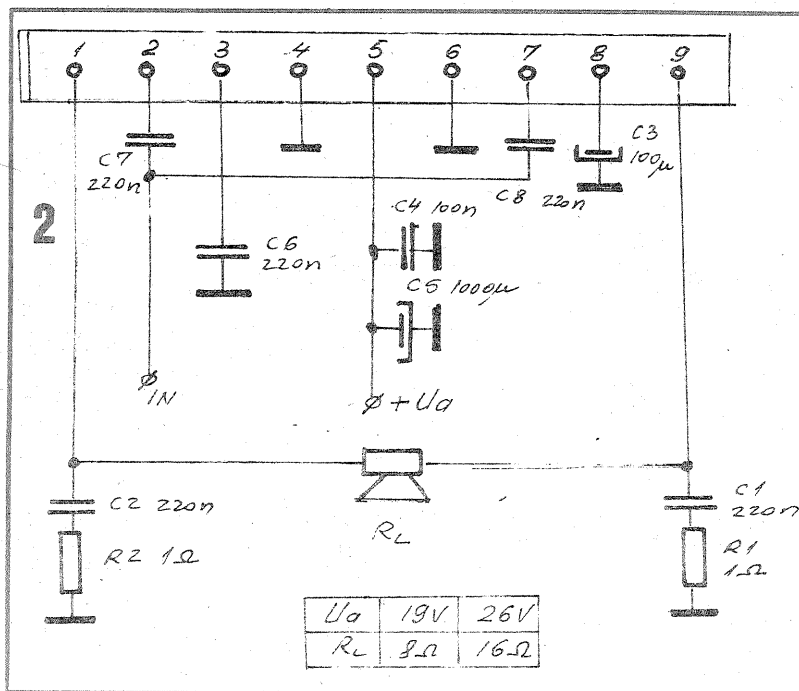 1 2 3 4 5 6 7 8 9
C7
220n
C3
100µ
C8 220n
2
C4 100n
C6
220n
C5 1000µ
IN
+Ua
C2 220n
C1
220n
RL
R2 1Ω
R1
1Ω
Ua 19V 26V
RL 8Ω 16Ω